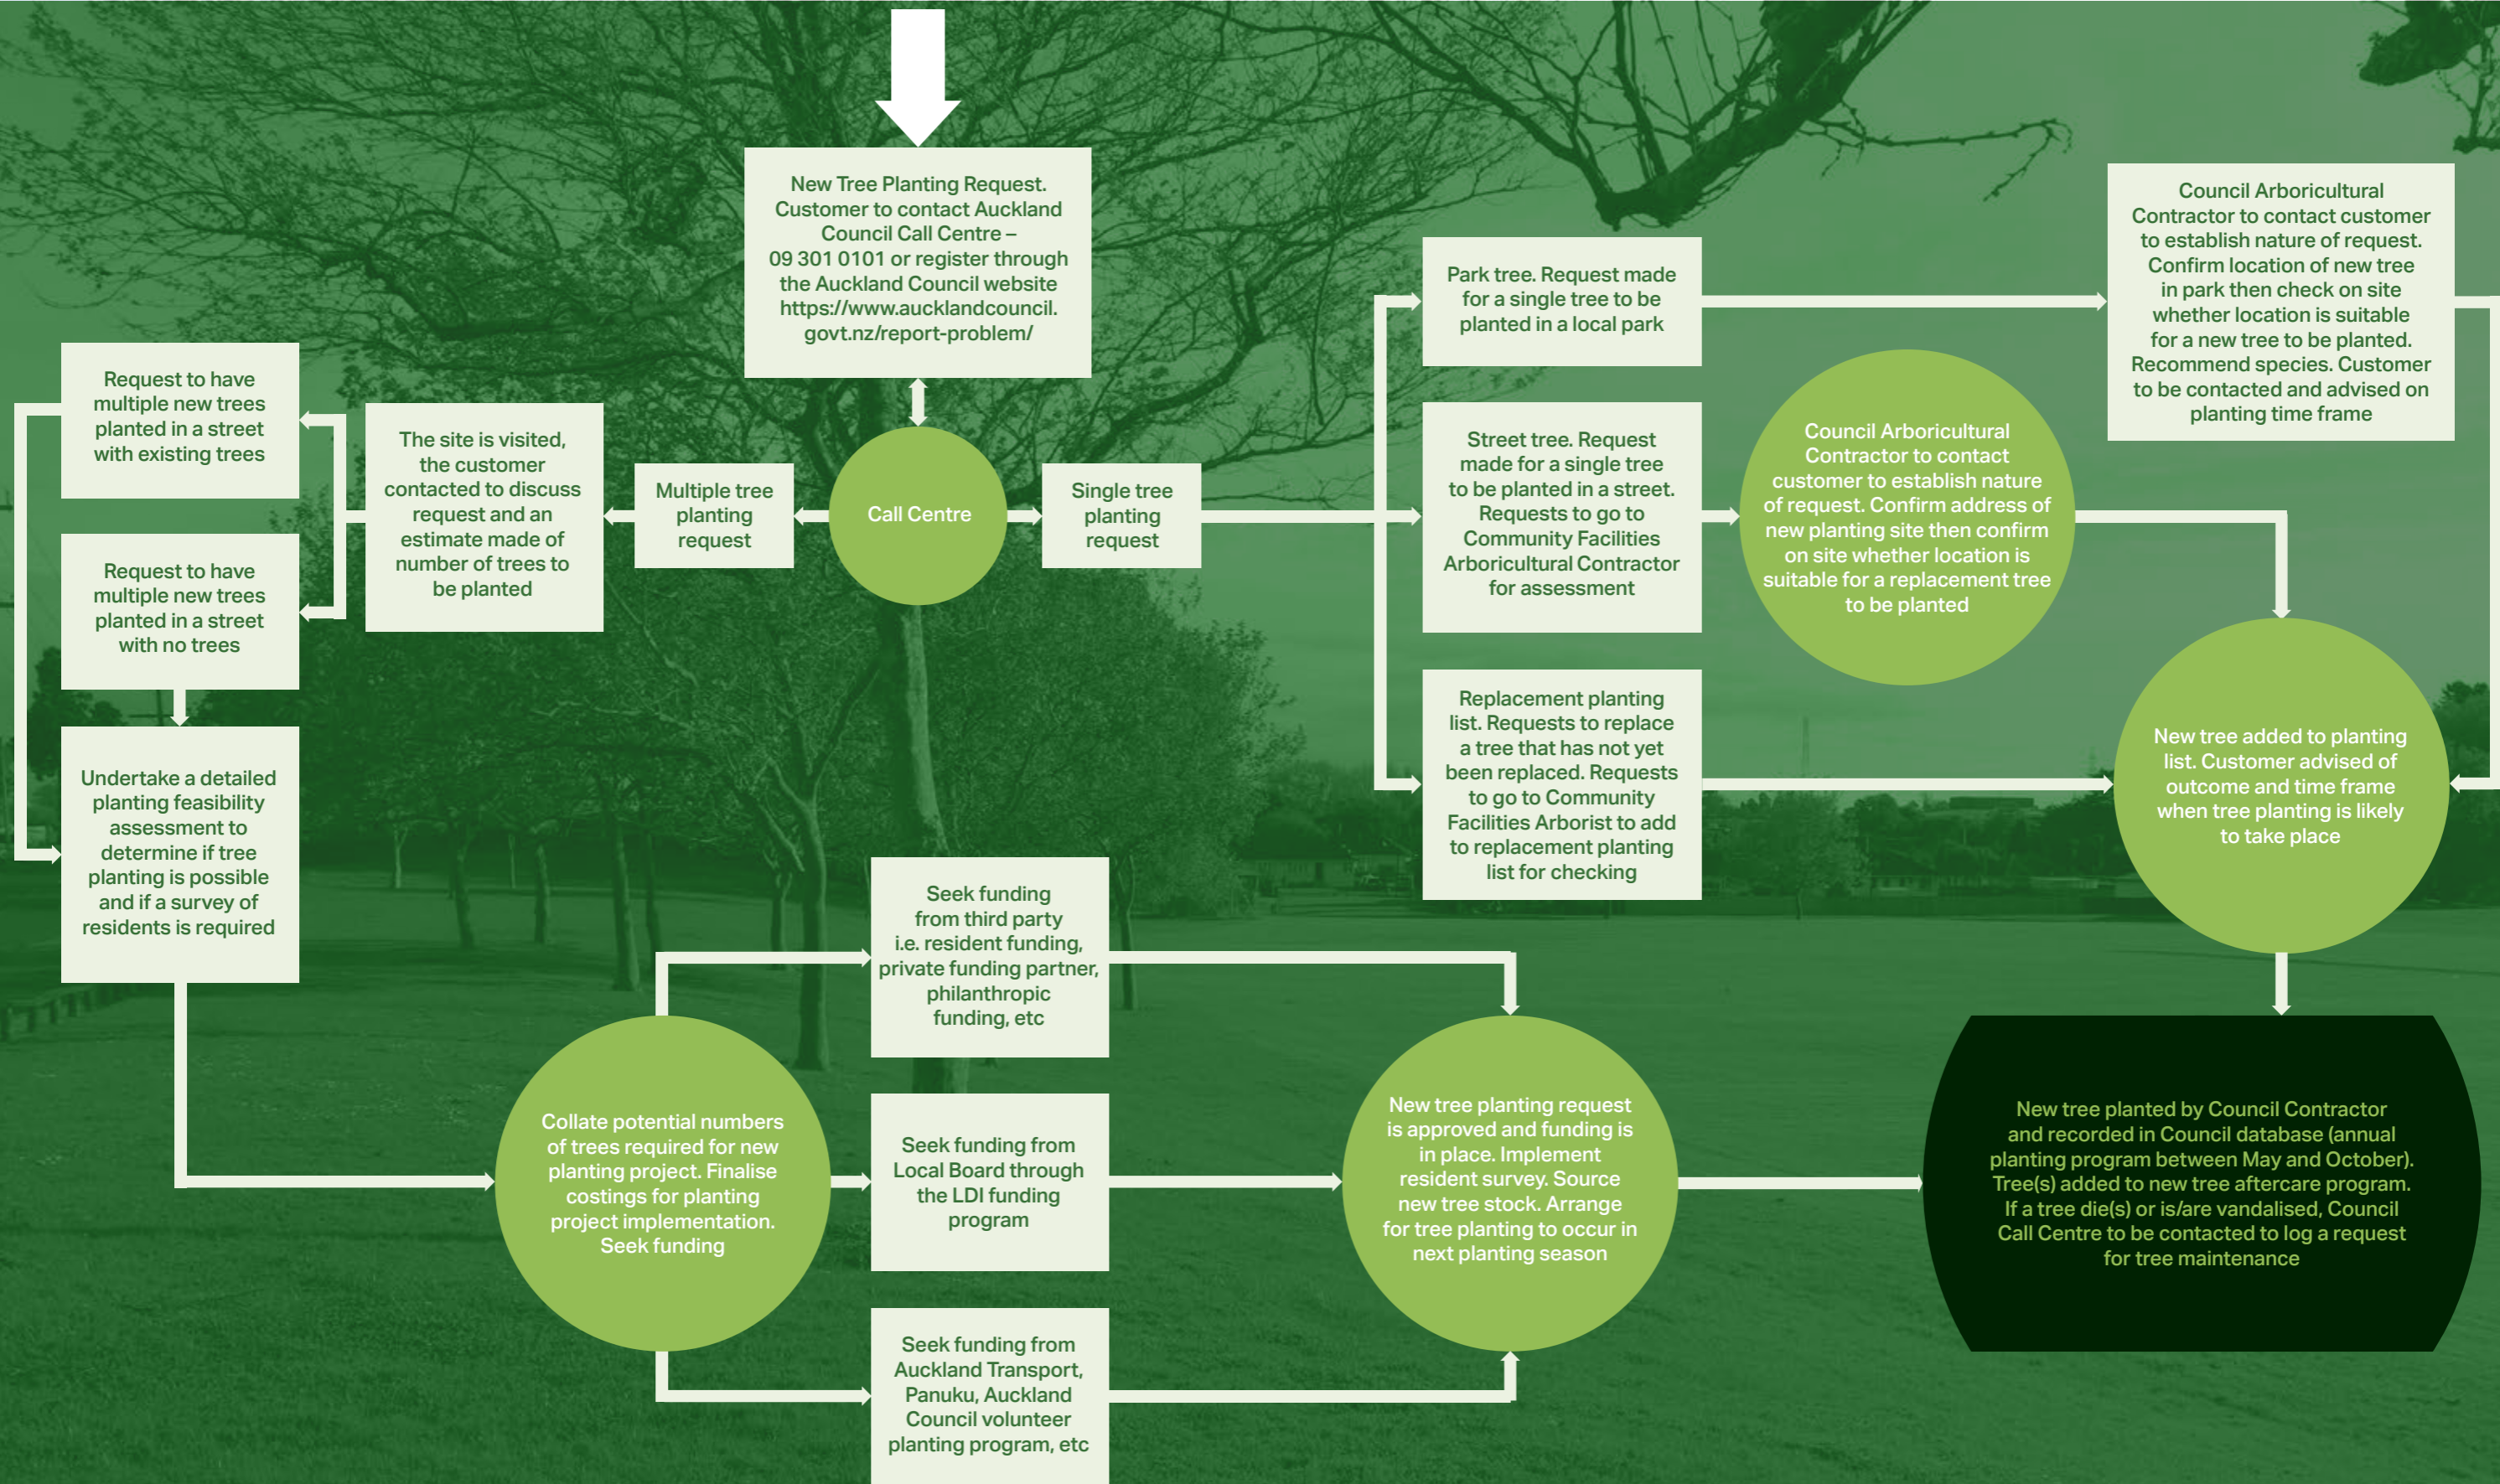 New Tree Planting Request.
Customer to contact Auckland
Council Call Centre –
09 301 0101 or register through
the Auckland Council website
https://www.aucklandcouncil.
govt.nz/report-problem/
Call Centre
Multiple tree
planting
request
The site is visited,
the customer
contacted to discuss
request and an
estimate made of
number of trees to
be planted
Request to have
multiple new trees
planted in a street
with existing trees
Request to have
multiple new trees
planted in a street
with no trees
Undertake a detailed
planting feasibility
assessment to
determine if tree
planting is possible
and if a survey of
residents is required
Collate potential numbers
of trees required for new
planting project. Finalise
costings for planting
project implementation.
Seek funding
Seek funding
from third party
i.e. resident funding,
private funding partner,
philanthropic
funding, etc
Seek funding from
Local Board through
the LDI funding
program
Seek funding from
Auckland Transport,
Panuku, Auckland
Council volunteer
planting program, etc
New tree planting request
is approved and funding is
in place. Implement
resident survey. Source
new tree stock. Arrange
for tree planting to occur in
next planting season
Single tree
planting
request
Park tree. Request made
for a single tree to be
planted in a local park
Council Arboricultural
Contractor to contact customer
to establish nature of request.
Confirm location of new tree
in park then check on site
whether location is suitable
for a new tree to be planted.
Recommend species. Customer
to be contacted and advised on
planting time frame
Street tree. Request
made for a single tree
to be planted in a street.
Requests to go to
Community Facilities
Arboricultural Contractor
for assessment
Council Arboricultural
Contractor to contact
customer to establish nature
of request. Confirm address of
new planting site then confirm
on site whether location is
suitable for a replacement tree
to be planted
Replacement planting
list. Requests to replace
a tree that has not yet
been replaced. Requests
to go to Community
Facilities Arborist to add
to replacement planting
list for checking
New tree added to planting
list. Customer advised of
outcome and time frame
when tree planting is likely
to take place
New tree planted by Council Contractor
and recorded in Council database (annual
planting program between May and October).
Tree(s) added to new tree aftercare program.
If a tree die(s) or is/are vandalised, Council
Call Centre to be contacted to log a request
for tree maintenance